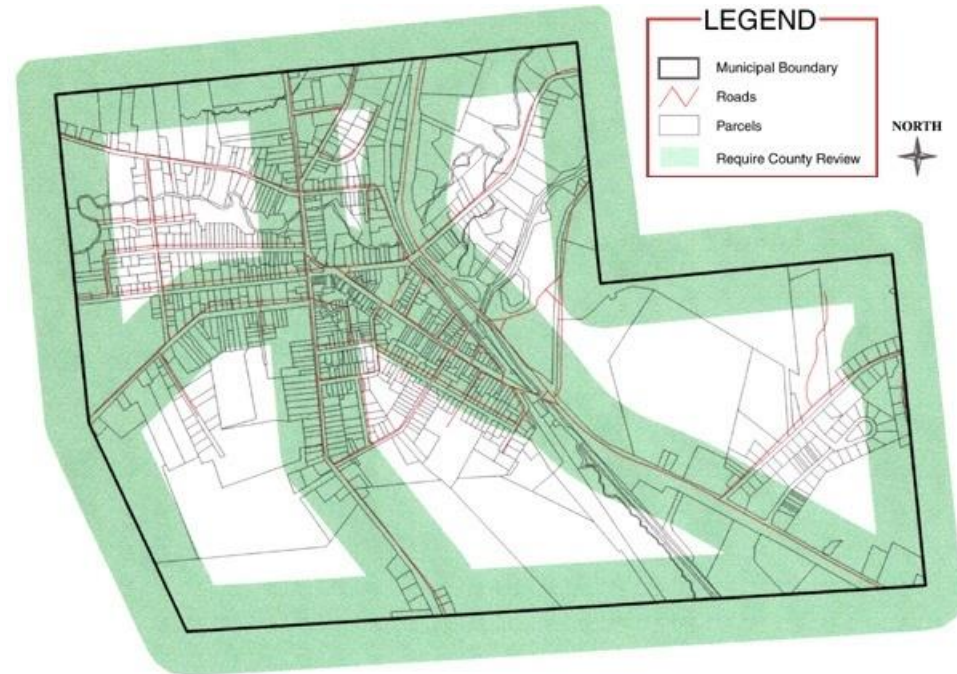 LEGEND
Municipal Boundary
Roads
Parcels
Require County Review
NORTH